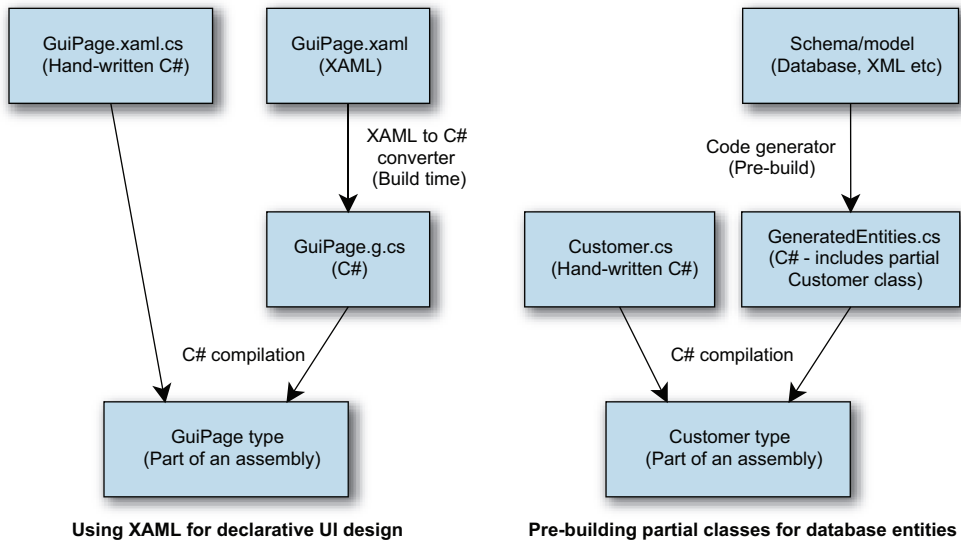 GuiPage.xaml.cs
(Hand-written C#)
GuiPage.xaml
(XAML)
XAML to C#
converter
(Build time)
GuiPage.g.cs
(C#)
C# compilation
GuiPage type
(Part of an assembly)
Using XAML for declarative UI design
Schema/model
(Database, XML etc)
Code generator
(Pre-build)
Customer.cs
(Hand-written C#)
GeneratedEntities.cs
(C# - includes partial
Customer class)
C# compilation
Customer type
(Part of an assembly)
Pre-building partial classes for database entities